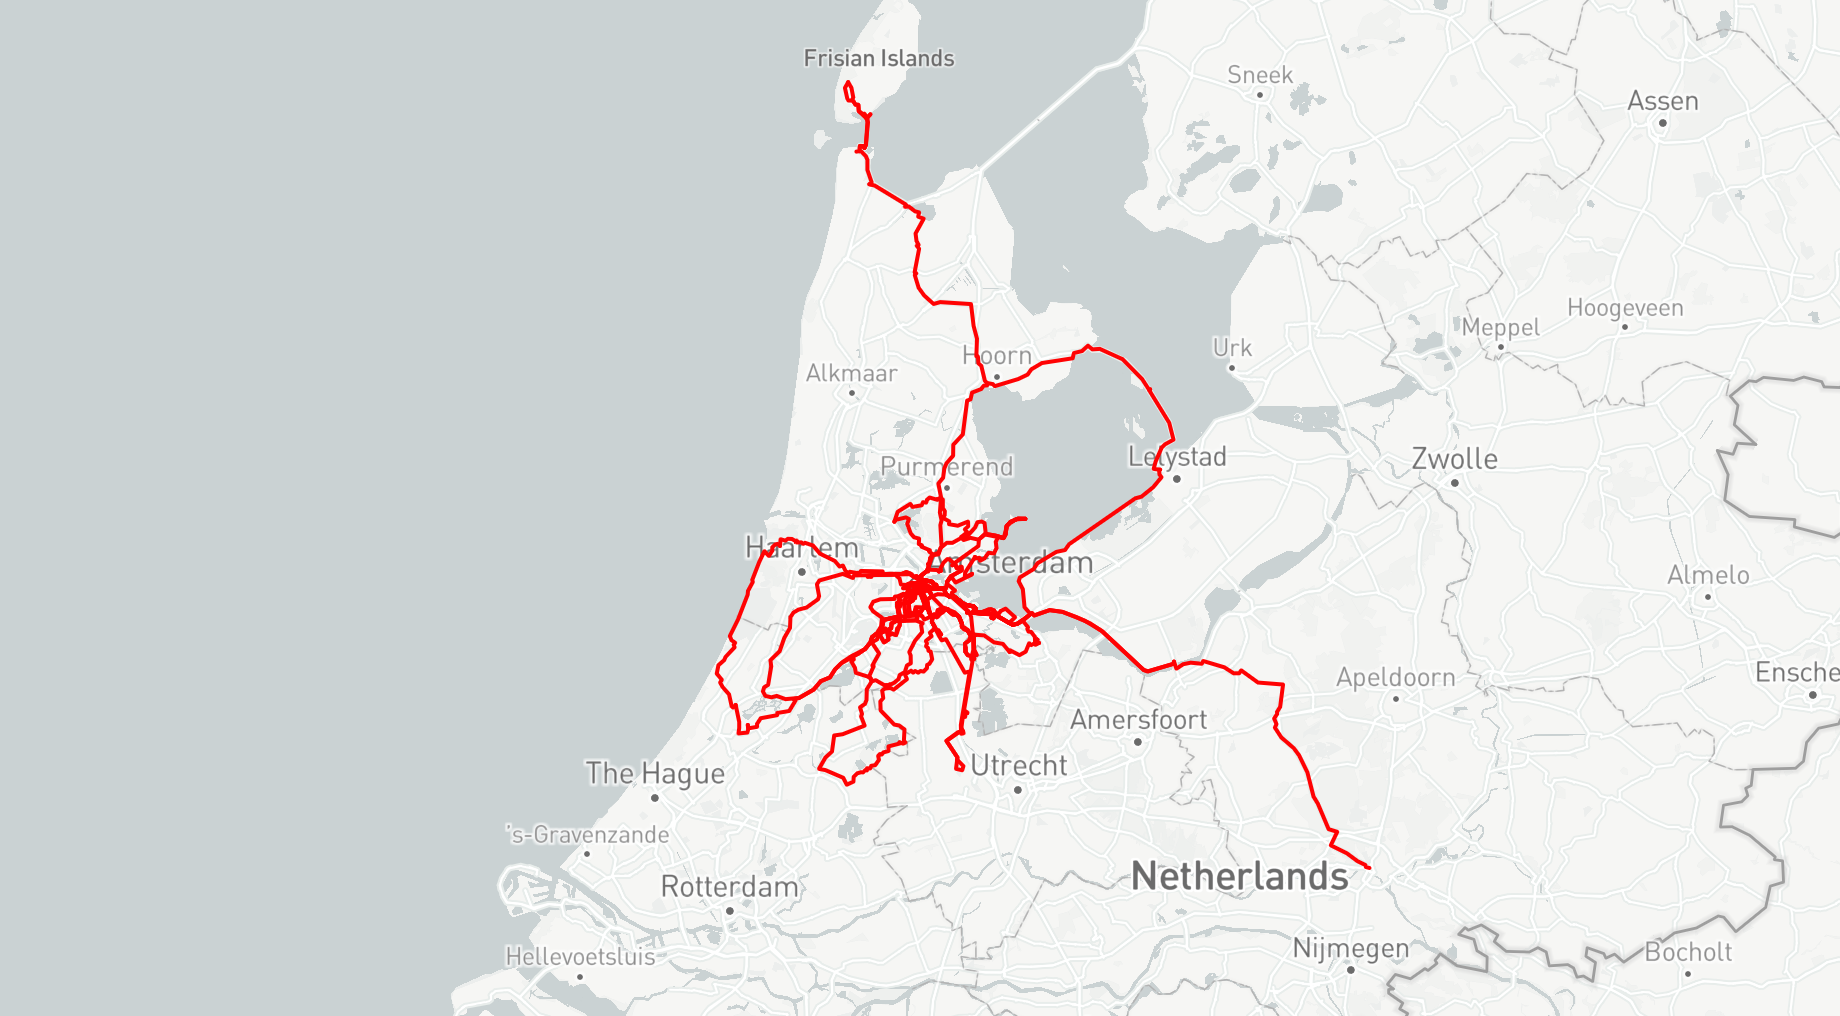 Frisian Islands
Sneek
Assen
Hoogeveen
Meppel
Urk
Hoorn
Alkmaar
Lelystad
Zwolle
Purmerend
Haarlem
Amsterdam
Almelo
Apeldoorn
Ensche
Amersfoort
Utrecht
The Hague
's-Gravenzande
Netherlands
Rotterdam
Nijmegen
Hellevoetsluis
Bocholt